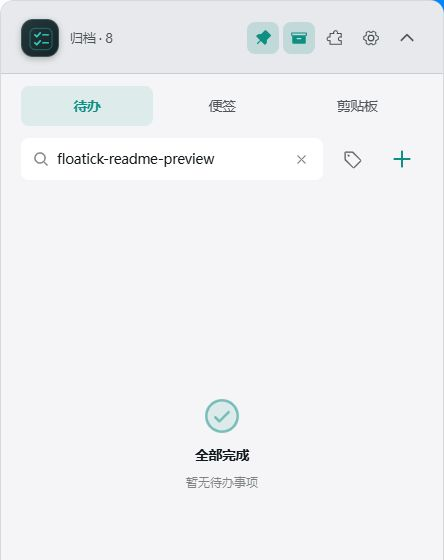 归档 · 8
待办
便签
剪贴板
floatick-readme-preview
全部完成
暂无待办事项